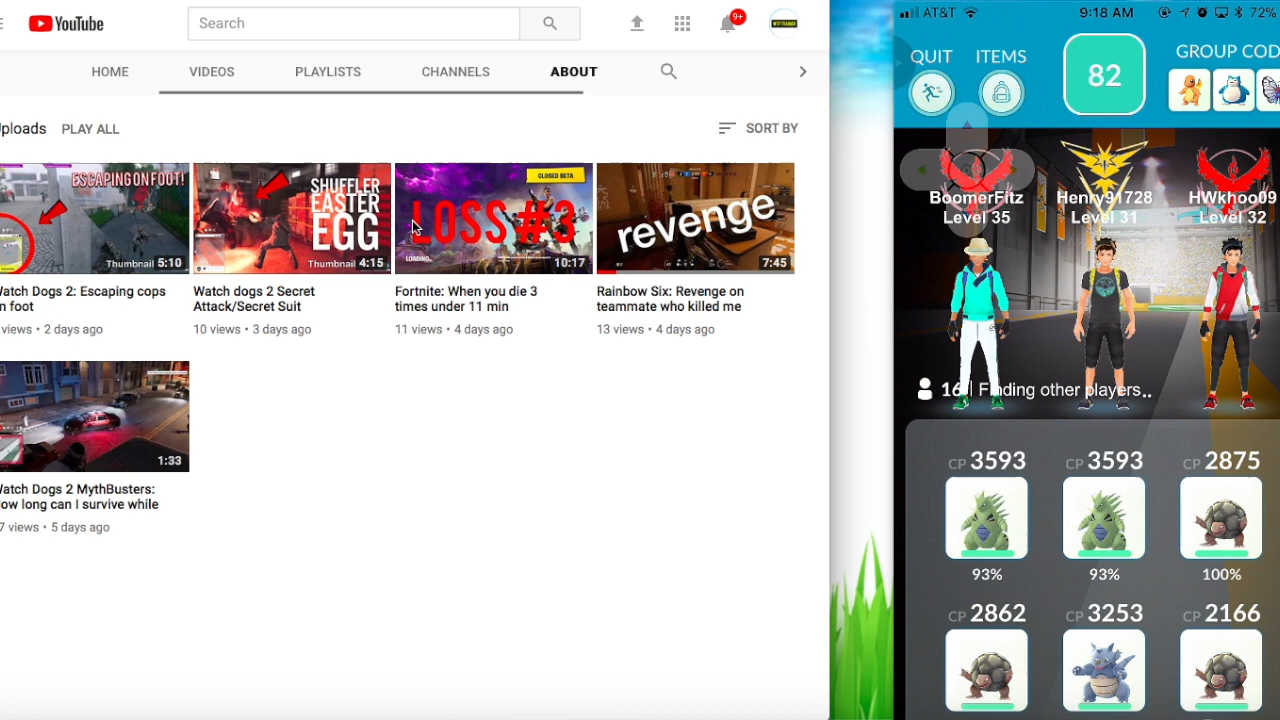 YouTube
Search
9+
HOME VIDEOS PLAYLISTS CHANNELS ABOUT
ploads PLAY ALL
SORT BY
ESCAPING ON FOOT!
Thumbnail 5:10
atch Dogs 2: Escaping cops
n foot
views • 2 days ago
SHUFFLER
EASTER
EGG
Thumbnail 4:15
Watch dogs 2 Secret
Attack/Secret Suit
10 views • 3 days ago
CLOSED BETA
LOSS #3
LOADING..
10:17
Fortnite: When you die 3
times under 11 min
11 views • 4 days ago
revenge
7:45
Rainbow Six: Revenge on
teammate who killed me
13 views • 4 days ago
1:33
atch Dogs 2 MythBusters:
ow long can I survive while
7 views • 5 days ago
AT&T 9:18 AM 72%
QUIT ITEMS 82 GROUP COD
BoomerFitz
Level 35
Henry91728
Level 31
HWkhoo09
Level 32
16 | Finding other players..
CP 3593 CP 3593 CP 2875
93% 93% 100%
CP 2862 CP 3253 CP 2166